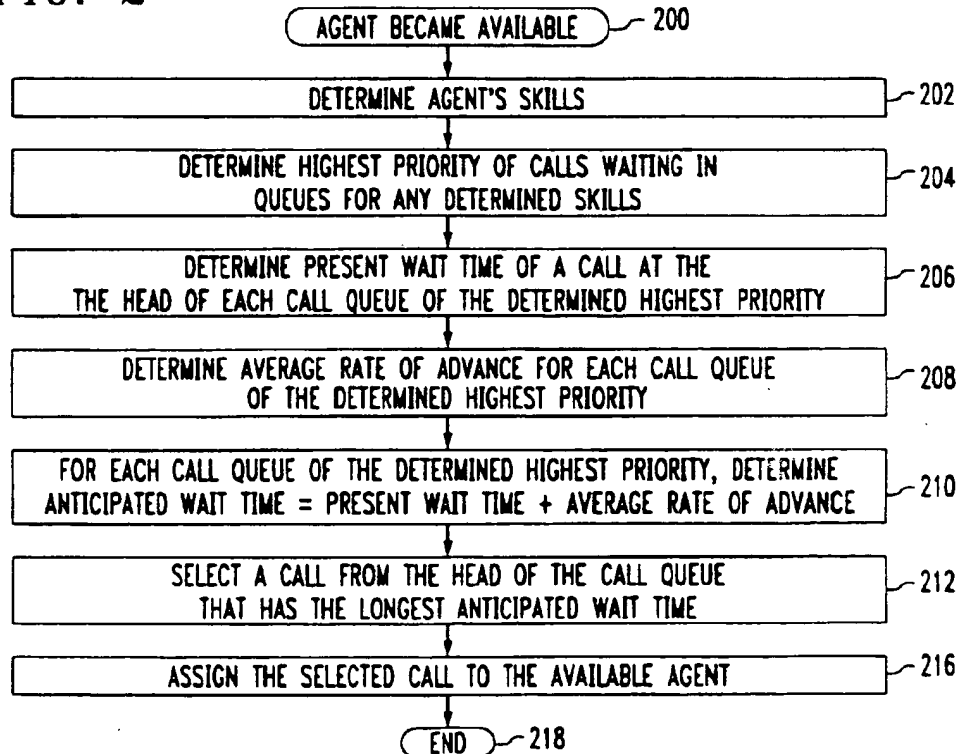 FIG. 2
AGENT BECAME AVAILABLE
200
DETERMINE AGENT'S SKILLS
202
DETERMINE HIGHEST PRIORITY OF CALLS WAITING IN
QUEUES FOR ANY DETERMINED SKILLS
204
DETERMINE PRESENT WAIT TIME OF A CALL AT THE
THE HEAD OF EACH CALL QUEUE OF THE DETERMINED HIGHEST PRIORITY
206
DETERMINE AVERAGE RATE OF ADVANCE FOR EACH CALL QUEUE
OF THE DETERMINED HIGHEST PRIORITY
208
FOR EACH CALL QUEUE OF THE DETERMINED HIGHEST PRIORITY, DETERMINE
ANTICIPATED WAIT TIME = PRESENT WAIT TIME + AVERAGE RATE OF ADVANCE
210
SELECT A CALL FROM THE HEAD OF THE CALL QUEUE
THAT HAS THE LONGEST ANTICIPATED WAIT TIME
212
ASSIGN THE SELECTED CALL TO THE AVAILABLE AGENT
216
END
218